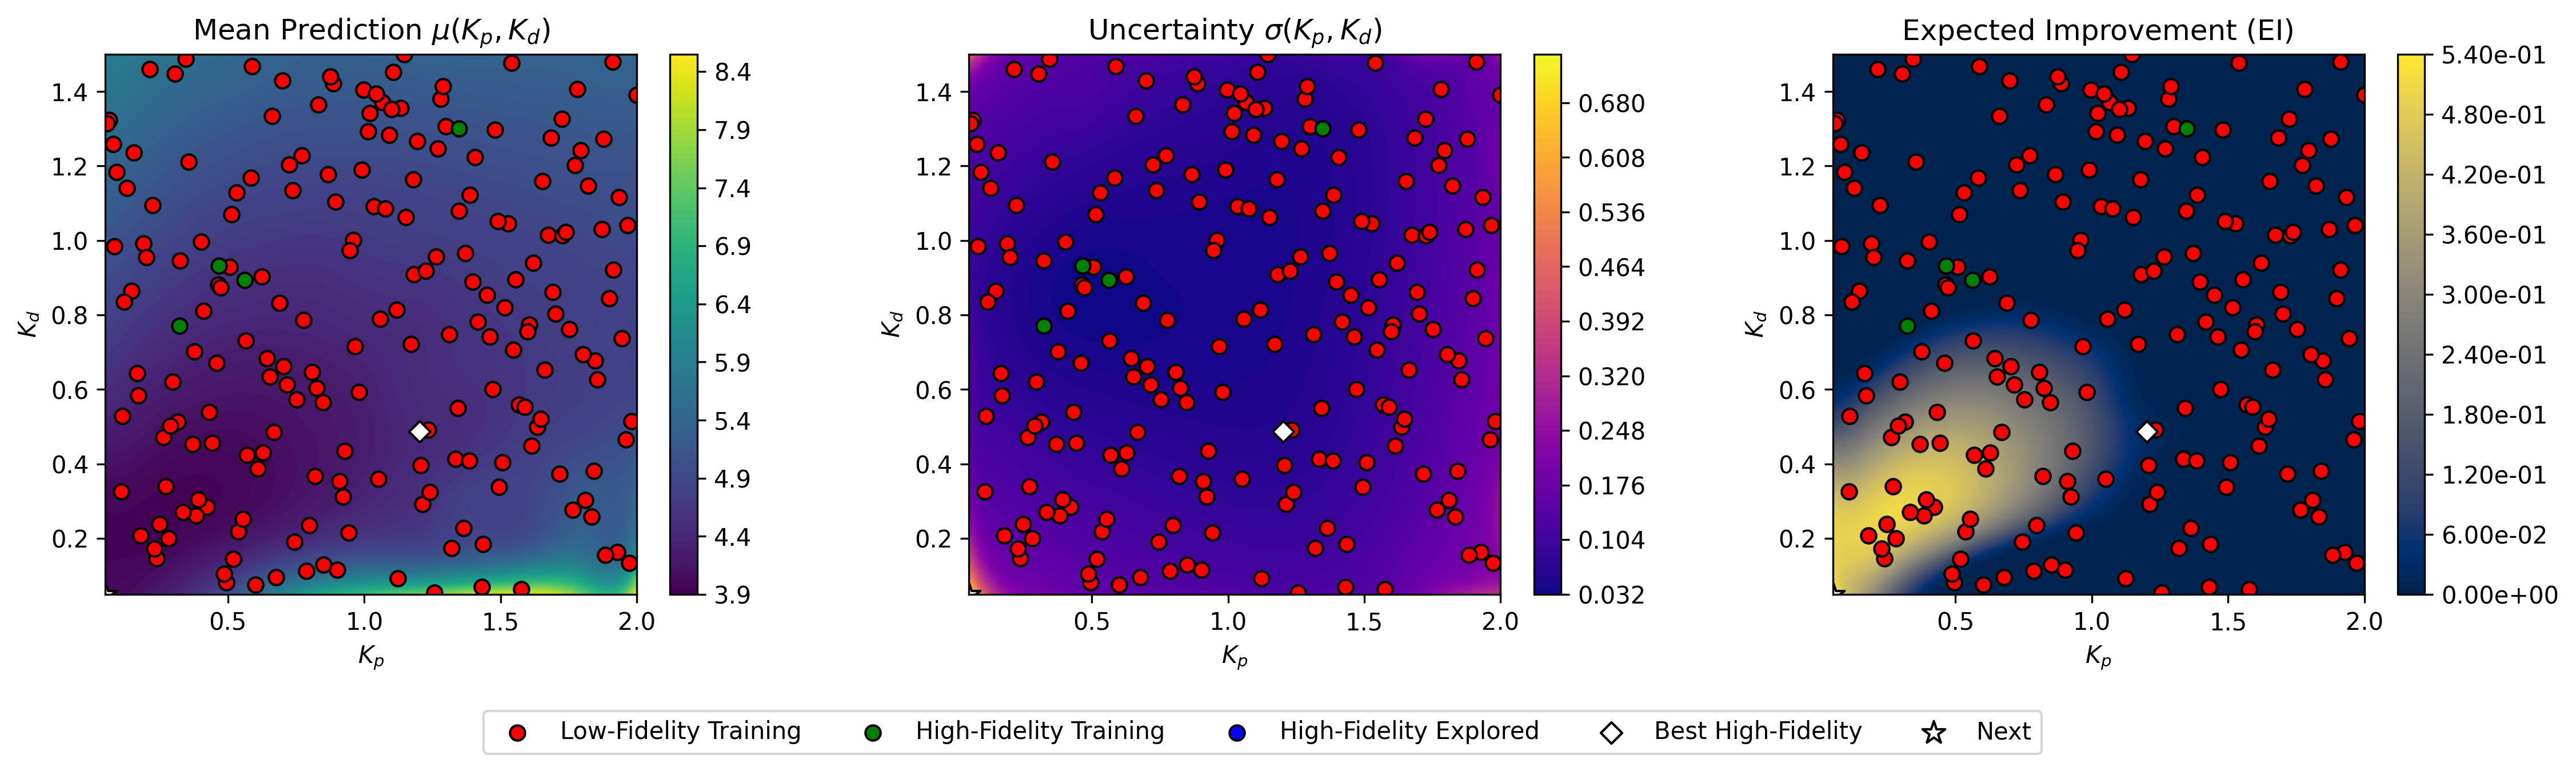 Mean Prediction μ(K_p, K_d)
Uncertainty σ(K_p, K_d)
Expected Improvement (EI)
K_d
1.4
1.2
1.0
0.8
0.6
0.4
0.2
0.5
1.0
1.5
2.0
K_p
8.4
7.9
7.4
6.9
6.4
5.9
5.4
4.9
4.4
3.9
K_d
1.4
1.2
1.0
0.8
0.6
0.4
0.2
0.5
1.0
1.5
2.0
K_p
0.680
0.608
0.536
0.464
0.392
0.320
0.248
0.176
0.104
0.032
K_d
1.4
1.2
1.0
0.8
0.6
0.4
0.2
0.5
1.0
1.5
2.0
K_p
5.40e-01
4.80e-01
4.20e-01
3.60e-01
3.00e-01
2.40e-01
1.80e-01
1.20e-01
6.00e-02
0.00e+00
Low-Fidelity Training
High-Fidelity Training
High-Fidelity Explored
Best High-Fidelity
Next